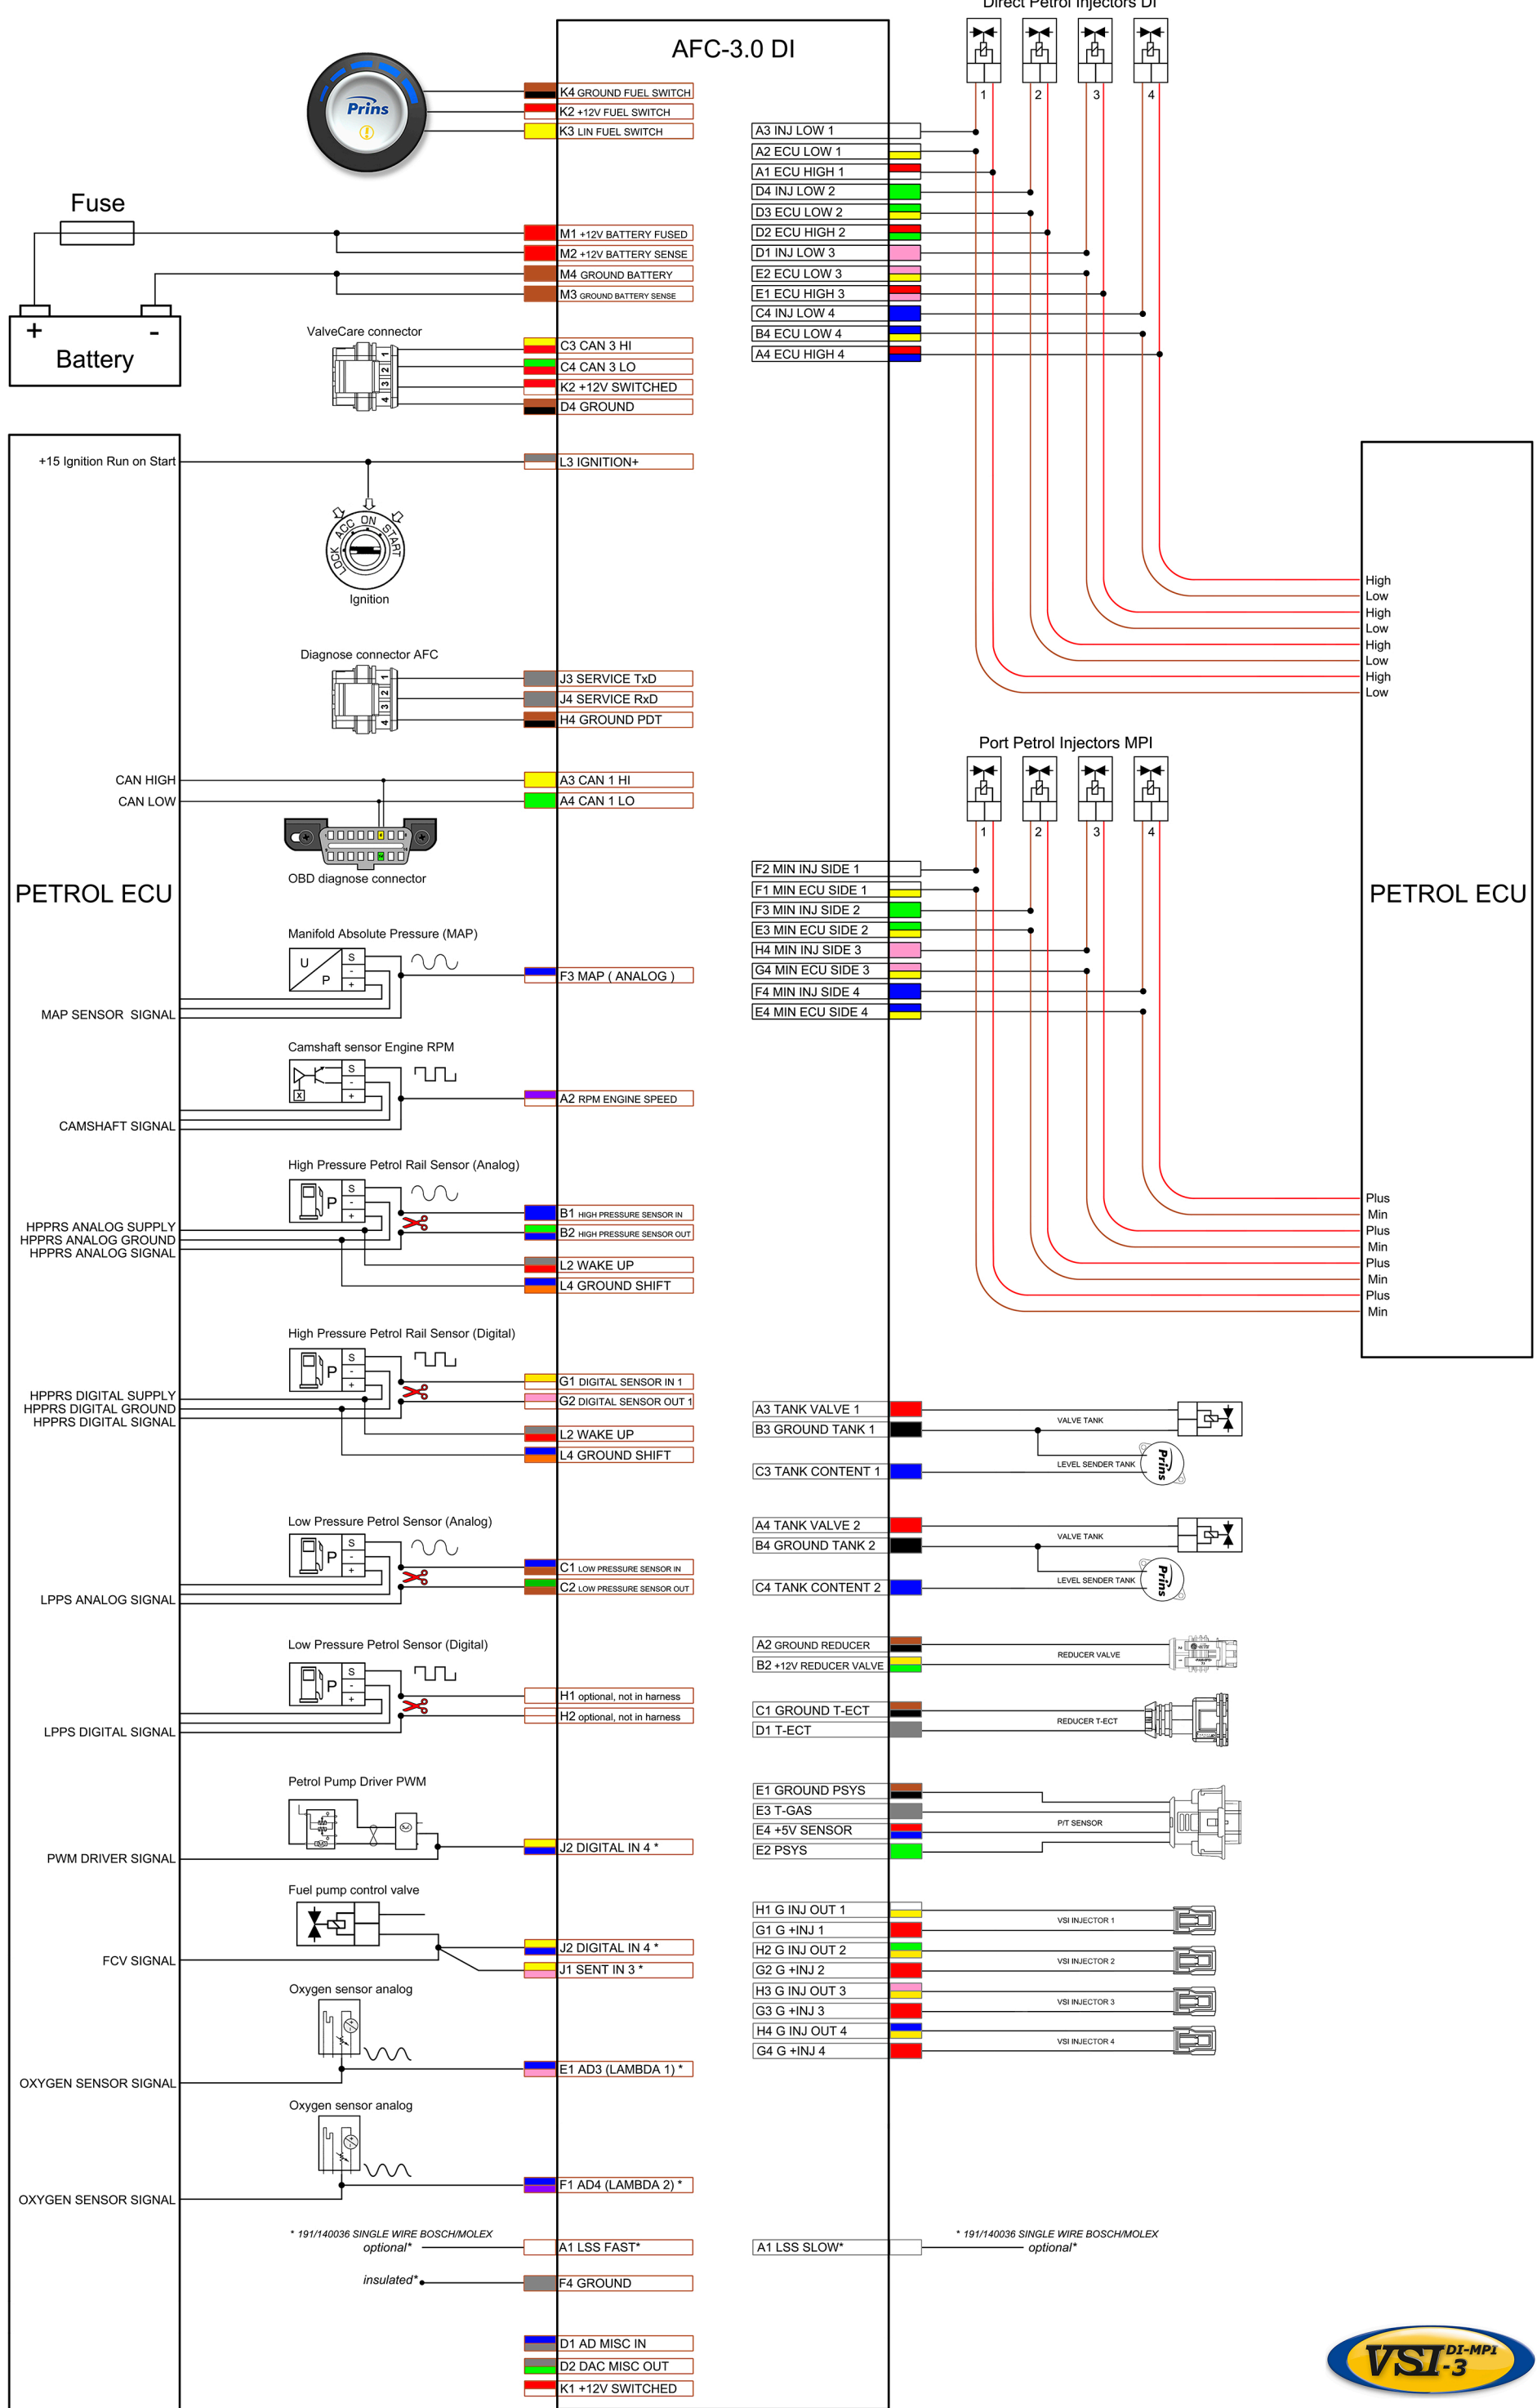 Direct Petrol Injectors DI
AFC-3.0 DI
1 2 3 4
Prins
K4 GROUND FUEL SWITCH
K2 +12V FUEL SWITCH
K3 LIN FUEL SWITCH
A3 INJ LOW 1
A2 ECU LOW 1
A1 ECU HIGH 1
D4 INJ LOW 2
D3 ECU LOW 2
D2 ECU HIGH 2
D1 INJ LOW 3
E2 ECU LOW 3
E1 ECU HIGH 3
C4 INJ LOW 4
B4 ECU LOW 4
A4 ECU HIGH 4
Fuse
+ -
Battery
M1 +12V BATTERY FUSED
M2 +12V BATTERY SENSE
M4 GROUND BATTERY
M3 GROUND BATTERY SENSE
ValveCare connector
1
2
3
4
C3 CAN 3 HI
C4 CAN 3 LO
K2 +12V SWITCHED
D4 GROUND
+15 Ignition Run on Start
L3 IGNITION+
LOCK ACC ON START
Ignition
High
Low
High
Low
High
Low
High
Low
Diagnose connector AFC
1
2
3
4
J3 SERVICE TxD
J4 SERVICE RxD
H4 GROUND PDT
Port Petrol Injectors MPI
1 2 3 4
CAN HIGH
CAN LOW
A3 CAN 1 HI
A4 CAN 1 LO
OBD diagnose connector
PETROL ECU
PETROL ECU
F2 MIN INJ SIDE 1
F1 MIN ECU SIDE 1
F3 MIN INJ SIDE 2
E3 MIN ECU SIDE 2
H4 MIN INJ SIDE 3
G4 MIN ECU SIDE 3
F4 MIN INJ SIDE 4
E4 MIN ECU SIDE 4
Manifold Absolute Pressure (MAP)
U
P
S
-
+
F3 MAP ( ANALOG )
MAP SENSOR SIGNAL
Camshaft sensor Engine RPM
X
S
-
+
A2 RPM ENGINE SPEED
CAMSHAFT SIGNAL
High Pressure Petrol Rail Sensor (Analog)
P
S
-
+
B1 HIGH PRESSURE SENSOR IN
B2 HIGH PRESSURE SENSOR OUT
L2 WAKE UP
L4 GROUND SHIFT
HPPRS ANALOG SUPPLY
HPPRS ANALOG GROUND
HPPRS ANALOG SIGNAL
Plus
Min
Plus
Min
Plus
Min
Plus
Min
High Pressure Petrol Rail Sensor (Digital)
P
S
-
+
G1 DIGITAL SENSOR IN 1
G2 DIGITAL SENSOR OUT 1
L2 WAKE UP
L4 GROUND SHIFT
HPPRS DIGITAL SUPPLY
HPPRS DIGITAL GROUND
HPPRS DIGITAL SIGNAL
A3 TANK VALVE 1
B3 GROUND TANK 1
C3 TANK CONTENT 1
VALVE TANK
LEVEL SENDER TANK
Prins
Low Pressure Petrol Sensor (Analog)
P
S
-
+
C1 LOW PRESSURE SENSOR IN
C2 LOW PRESSURE SENSOR OUT
LPPS ANALOG SIGNAL
A4 TANK VALVE 2
B4 GROUND TANK 2
C4 TANK CONTENT 2
VALVE TANK
LEVEL SENDER TANK
Prins
Low Pressure Petrol Sensor (Digital)
P
S
-
+
H1 optional, not in harness
H2 optional, not in harness
LPPS DIGITAL SIGNAL
A2 GROUND REDUCER
B2 +12V REDUCER VALVE
REDUCER VALVE
C1 GROUND T-ECT
D1 T-ECT
REDUCER T-ECT
Petrol Pump Driver PWM
J2 DIGITAL IN 4 *
PWM DRIVER SIGNAL
E1 GROUND PSYS
E3 T-GAS
E4 +5V SENSOR
E2 PSYS
P/T SENSOR
Fuel pump control valve
J2 DIGITAL IN 4 *
J1 SENT IN 3 *
FCV SIGNAL
H1 G INJ OUT 1
G1 G +INJ 1
H2 G INJ OUT 2
G2 G +INJ 2
H3 G INJ OUT 3
G3 G +INJ 3
H4 G INJ OUT 4
G4 G +INJ 4
VSI INJECTOR 1
VSI INJECTOR 2
VSI INJECTOR 3
VSI INJECTOR 4
Oxygen sensor analog
E1 AD3 (LAMBDA 1) *
OXYGEN SENSOR SIGNAL
Oxygen sensor analog
F1 AD4 (LAMBDA 2) *
OXYGEN SENSOR SIGNAL
* 191/140036 SINGLE WIRE BOSCH/MOLEX
optional*
A1 LSS FAST*
A1 LSS SLOW*
* 191/140036 SINGLE WIRE BOSCH/MOLEX
optional*
insulated*
F4 GROUND
D1 AD MISC IN
D2 DAC MISC OUT
K1 +12V SWITCHED
VSI-3 DI-MPI